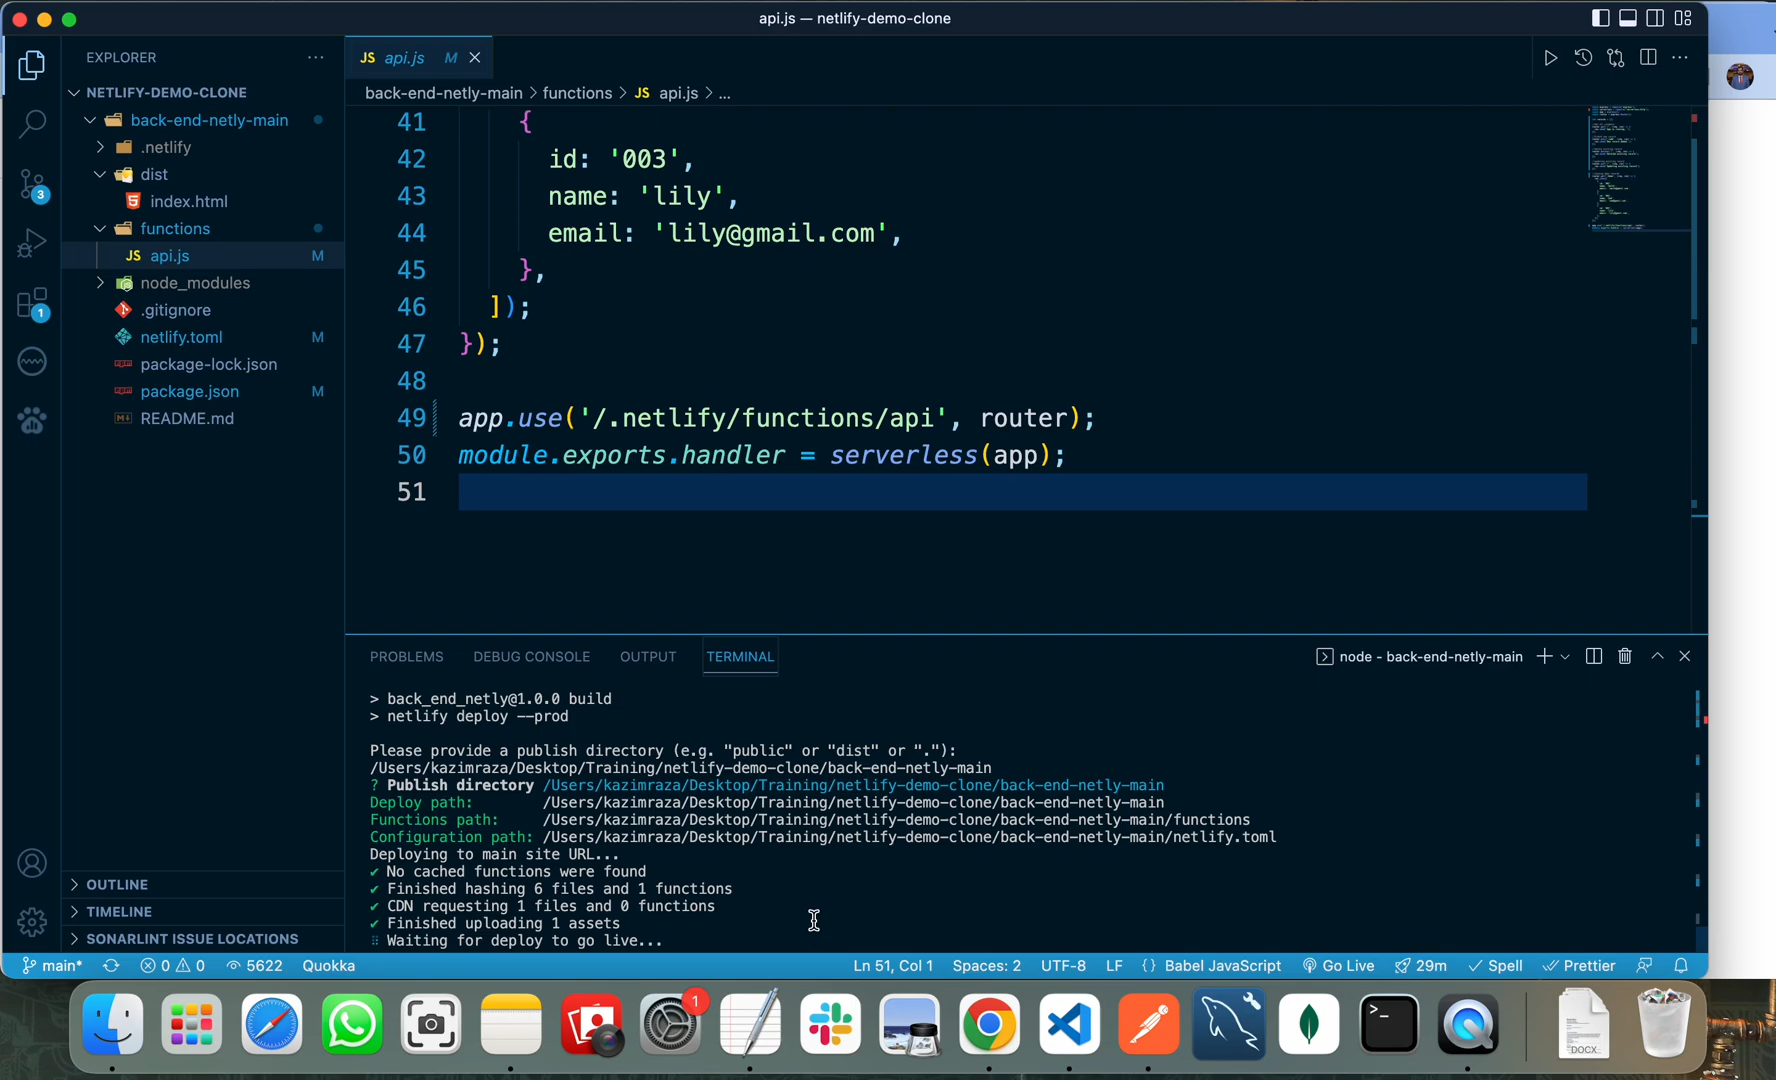 api.js — netlify-demo-clone
EXPLORER
JS api.js M
NETLIFY-DEMO-CLONE
back-end-netly-main > functions > JS api.js > ...
back-end-netly-main
.netlify
dist
index.html
functions
JS api.js M
node_modules
.gitignore
netlify.toml M
package-lock.json
package.json M
README.md
3
1
41 {
42 id: '003',
43 name: 'lily',
44 email: 'lily@gmail.com',
45 },
46 ]);
47 });
48
49 app.use('/.netlify/functions/api', router);
50 module.exports.handler = serverless(app);
51
PROBLEMS DEBUG CONSOLE OUTPUT TERMINAL
node - back-end-netly-main
> back_end_netly@1.0.0 build
> netlify deploy --prod
Please provide a publish directory (e.g. "public" or "dist" or "."):
/Users/kazimraza/Desktop/Training/netlify-demo-clone/back-end-netly-main
? Publish directory /Users/kazimraza/Desktop/Training/netlify-demo-clone/back-end-netly-main
Deploy path: /Users/kazimraza/Desktop/Training/netlify-demo-clone/back-end-netly-main
Functions path: /Users/kazimraza/Desktop/Training/netlify-demo-clone/back-end-netly-main/functions
Configuration path: /Users/kazimraza/Desktop/Training/netlify-demo-clone/back-end-netly-main/netlify.toml
Deploying to main site URL...
✔ No cached functions were found
✔ Finished hashing 6 files and 1 functions
✔ CDN requesting 1 files and 0 functions
✔ Finished uploading 1 assets
Waiting for deploy to go live...
OUTLINE
TIMELINE
SONARLINT ISSUE LOCATIONS
main* 0 0 5622 Quokka
Ln 51, Col 1 Spaces: 2 UTF-8 LF {} Babel JavaScript Go Live 29m Spell Prettier
1
>_
DOCX